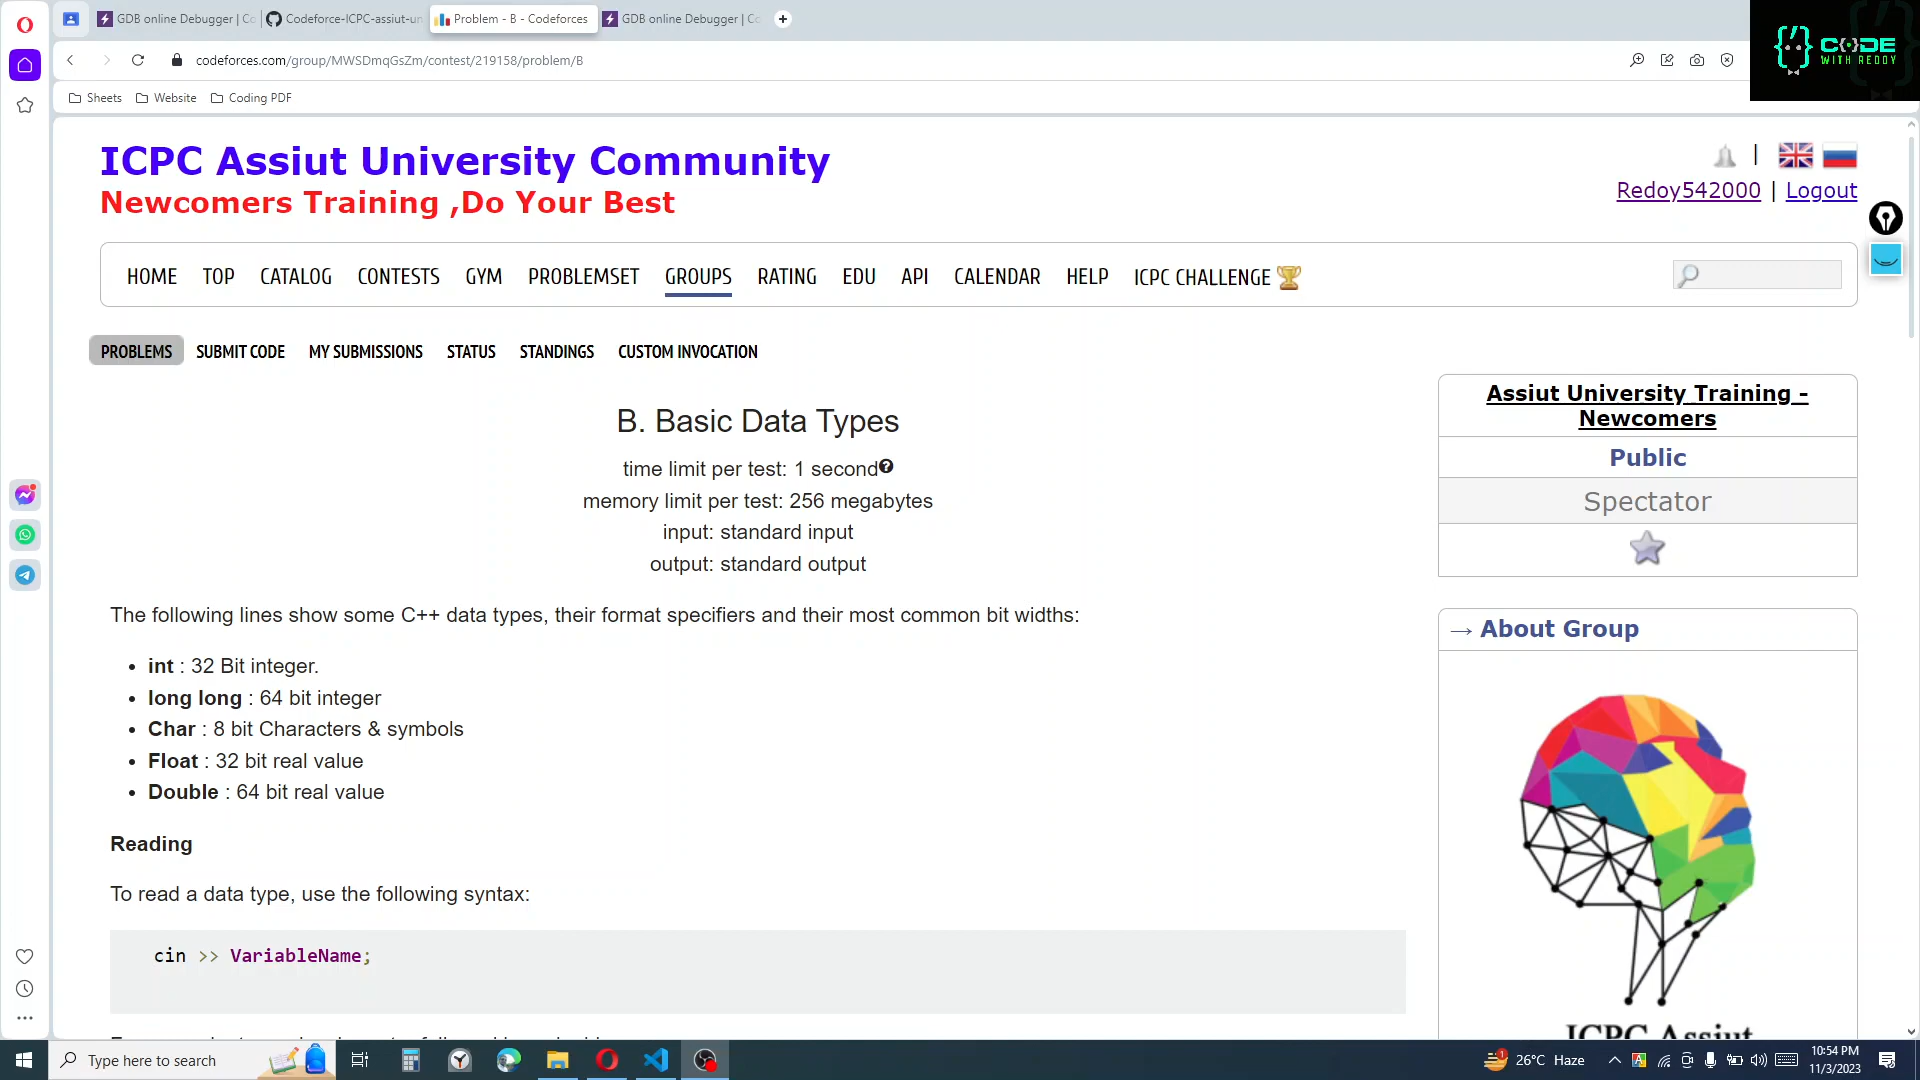 GDB online Debugger | Co
Codeforce-ICPC-assiut-un
Problem - B - Codeforces
GDB online Debugger | Co
codeforces.com/group/MWSDmqGsZm/contest/219158/problem/B
CODE
WITH REDDY
Sheets
Website
Coding PDF
ICPC Assiut University Community
Newcomers Training ,Do Your Best
Redoy542000 | Logout
HOME TOP CATALOG CONTESTS GYM PROBLEMSET GROUPS RATING EDU API CALENDAR HELP ICPC CHALLENGE
PROBLEMS SUBMIT CODE MY SUBMISSIONS STATUS STANDINGS CUSTOM INVOCATION
B. Basic Data Types
time limit per test: 1 second
memory limit per test: 256 megabytes
input: standard input
output: standard output
The following lines show some C++ data types, their format specifiers and their most common bit widths:
• int : 32 Bit integer.
• long long : 64 bit integer
• Char : 8 bit Characters & symbols
• Float : 32 bit real value
• Double : 64 bit real value
Reading
To read a data type, use the following syntax:
cin >> VariableName;
Assiut University Training -
Newcomers
Public
Spectator
→ About Group
ICPC Assiut
Type here to search
26°C Haze
10:54 PM
11/3/2023